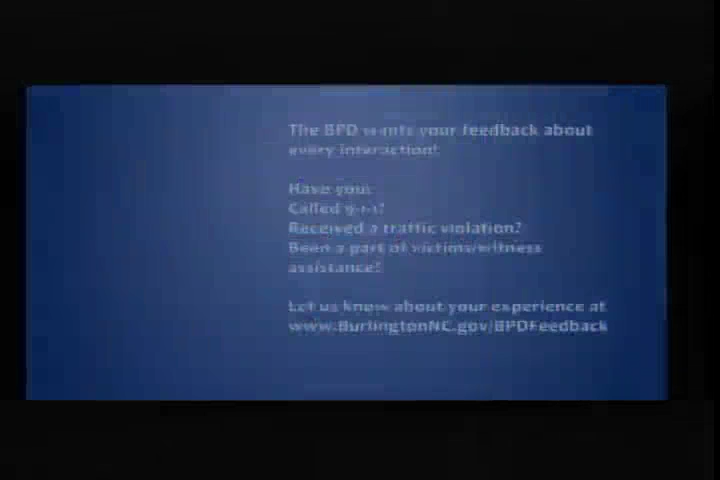 The BPD wants your feedback about
every interaction!
Have you:
Called 9-1-1?
Received a traffic violation?
Been a part of victims/witness
assistance?
Let us know about your experience at
www.BurlingtonNC.gov/BPDFeedback